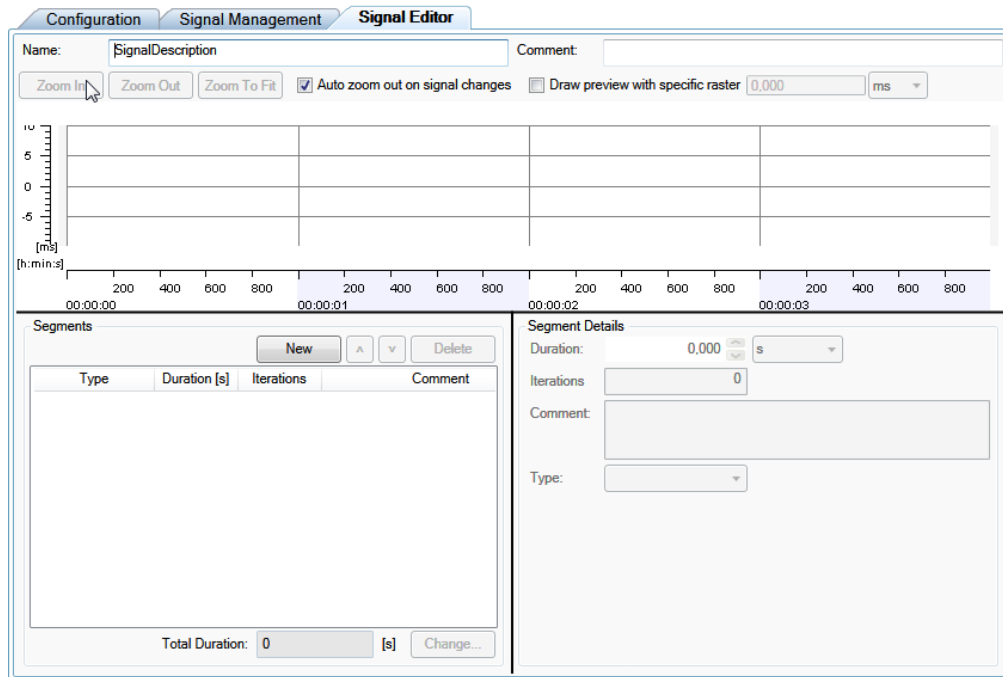 Configuration Signal Management Signal Editor
Name: SignalDescription Comment:
Zoom In Zoom Out Zoom To Fit Auto zoom out on signal changes Draw preview with specific raster 0,000 ms
10
5
0
-5
[ms]
[h:min:s]
200 400 600 800 200 400 600 800 200 400 600 800 200 400 600 800
00:00:00 00:00:01 00:00:02 00:00:03
Segments
New ʌ v Delete
Type Duration [s] Iterations Comment
Total Duration: 0 [s] Change...
Segment Details
Duration: 0,000 s
Iterations 0
Comment:
Type: